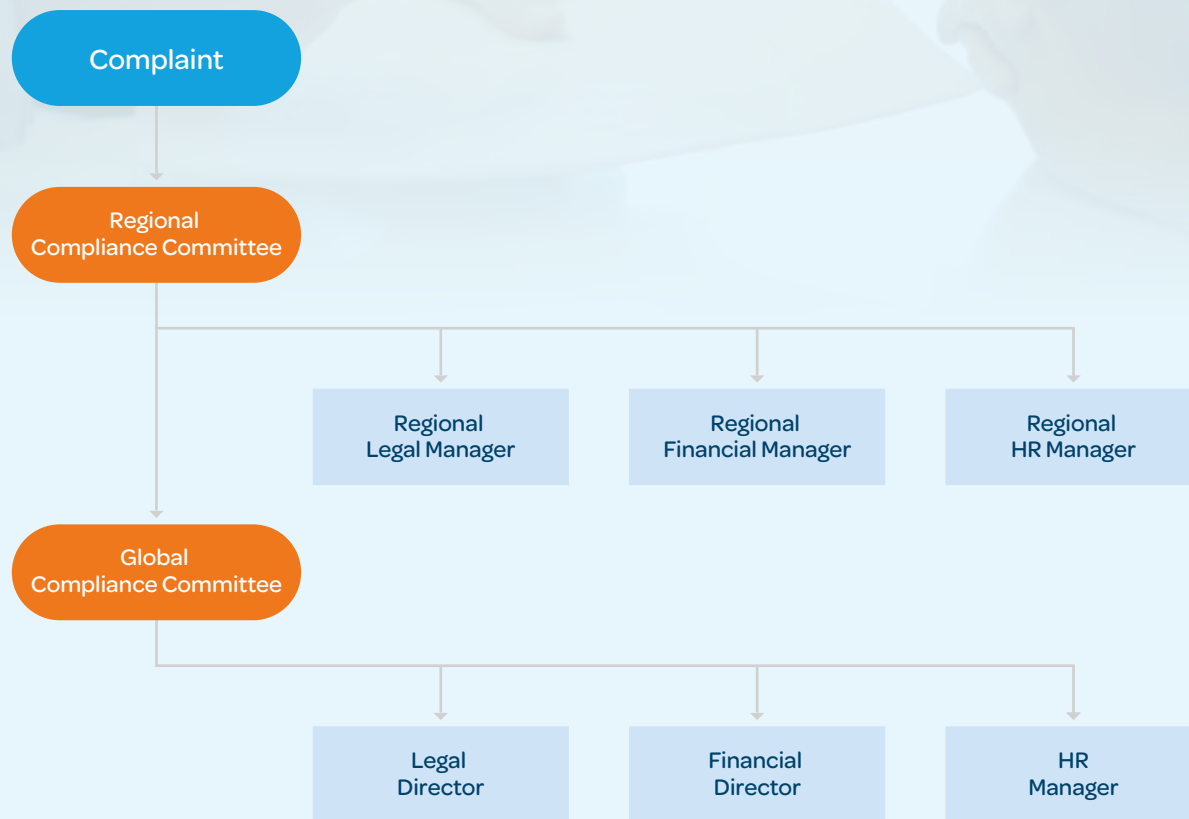 Complaint
Regional
Compliance Committee
Regional
Legal Manager
Regional
Financial Manager
Regional
HR Manager
Global
Compliance Committee
Legal
Director
Financial
Director
HR
Manager